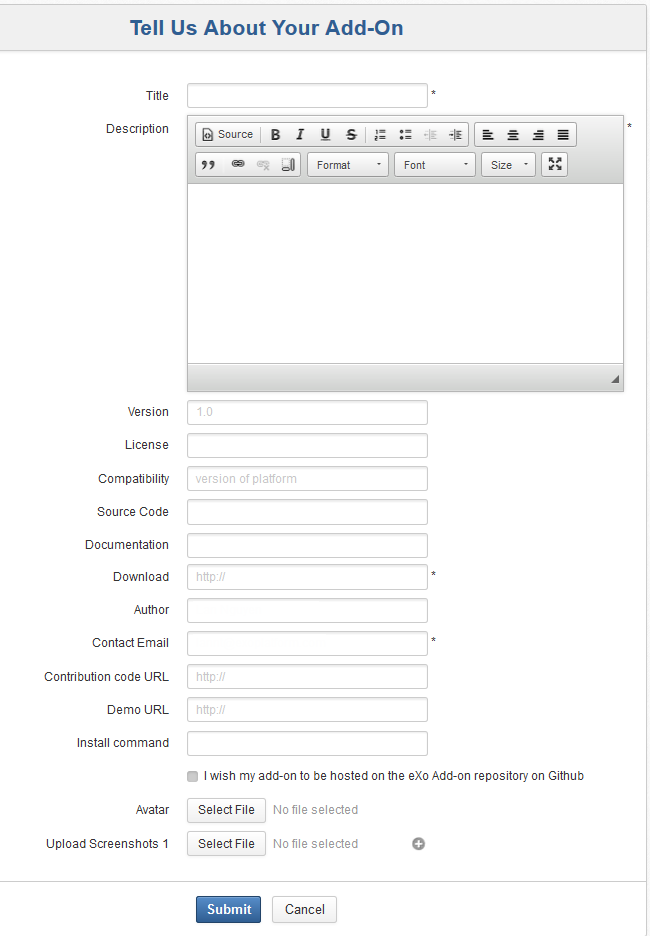 Tell Us About Your Add-On
Title *
Description *
Source B I U S
Format Font Size
Version 1.0
License
Compatibility version of platform
Source Code
Documentation
Download http:// *
Author
Contact Email *
Contribution code URL http://
Demo URL http://
Install command
I wish my add-on to be hosted on the eXo Add-on repository on Github
Avatar Select File No file selected
Upload Screenshots 1 Select File No file selected
Submit Cancel